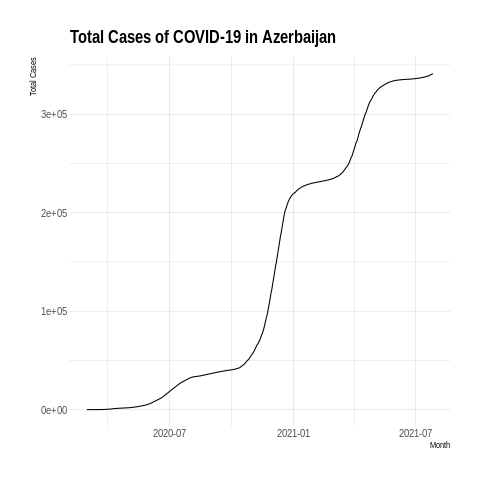 Total Cases of COVID-19 in Azerbaijan
Total Cases
3e+05
2e+05
1e+05
0e+00
2020-07 2021-01 2021-07
Month